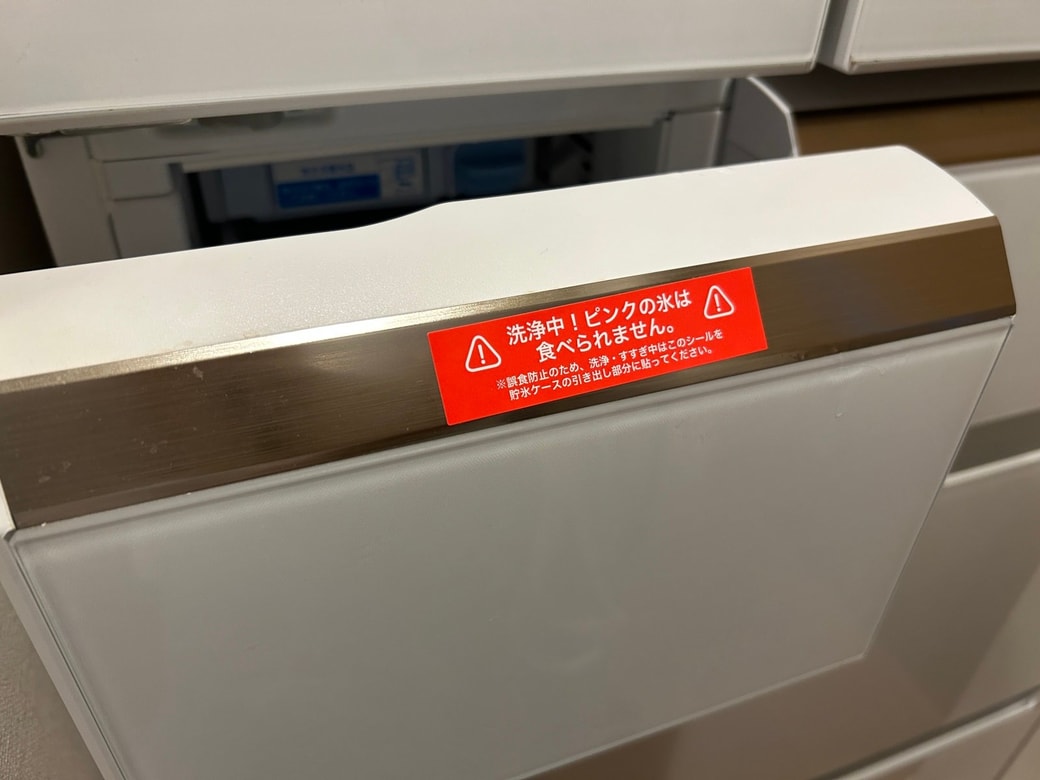 洗浄中！ピンクの氷は
食べられません。
※誤食防止のため、洗浄・すすぎ中はこのシールを
貯氷ケースの引き出し部分に貼ってください。